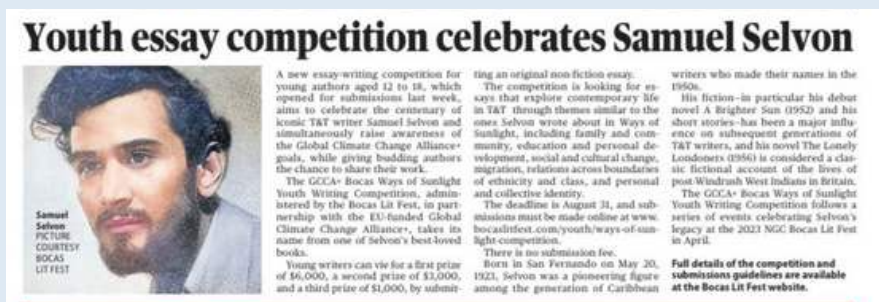 Youth essay competition celebrates Samuel Selvon
Samuel
Selvon
PICTURE
COURTESY
BOCAS
LIT FEST
A new essay-writing competition for
young authors aged 12 to 18, which
opened for submissions last week,
aims to celebrate the centenary of
iconic T&T writer Samuel Selvon and
simultaneously raise awareness of
the Global Climate Change Alliance+
goals, while giving budding authors
the chance to share their work.
The GCCA+ Bocas Ways of Sunlight
Youth Writing Competition, admin-
istered by the Bocas Lit Fest, in part-
nership with the EU-funded Global
Climate Change Alliance+, takes its
name from one of Selvon's best-loved
books.
Young writers can vie for a first prize
of $6,000, a second prize of $3,000,
and a third prize of $1,000, by submit-
ting an original non-fiction essay.
The competition is looking for es-
says that explore contemporary life
in T&T through themes similar to the
ones Selvon wrote about in Ways of
Sunlight, including family and com-
munity, education and personal de-
velopment, social and cultural change,
migration, relations across boundaries
of ethnicity and class, and personal
and collective identity.
The deadline is August 31, and sub-
missions must be made online at www.
bocaslitfest.com/youth/ways-of-sun-
light-competition.
There is no submission fee.
Born in San Fernando on May 20,
1923, Selvon was a pioneering figure
among the generation of Caribbean
writers who made their names in the
1950s.
His fiction–in particular his debut
novel A Brighter Sun (1952) and his
short stories–has been a major influ-
ence on subsequent generations of
T&T writers, and his novel The Lonely
Londoners (1956) is considered a clas-
sic fictional account of the lives of
post-Windrush West Indians in Britain.
The GCCA+ Bocas Ways of Sunlight
Youth Writing Competition follows a
series of events celebrating Selvon's
legacy at the 2023 NGC Bocas Lit Fest
in April.
Full details of the competition and
submissions guidelines are available
at the Bocas Lit Fest website.